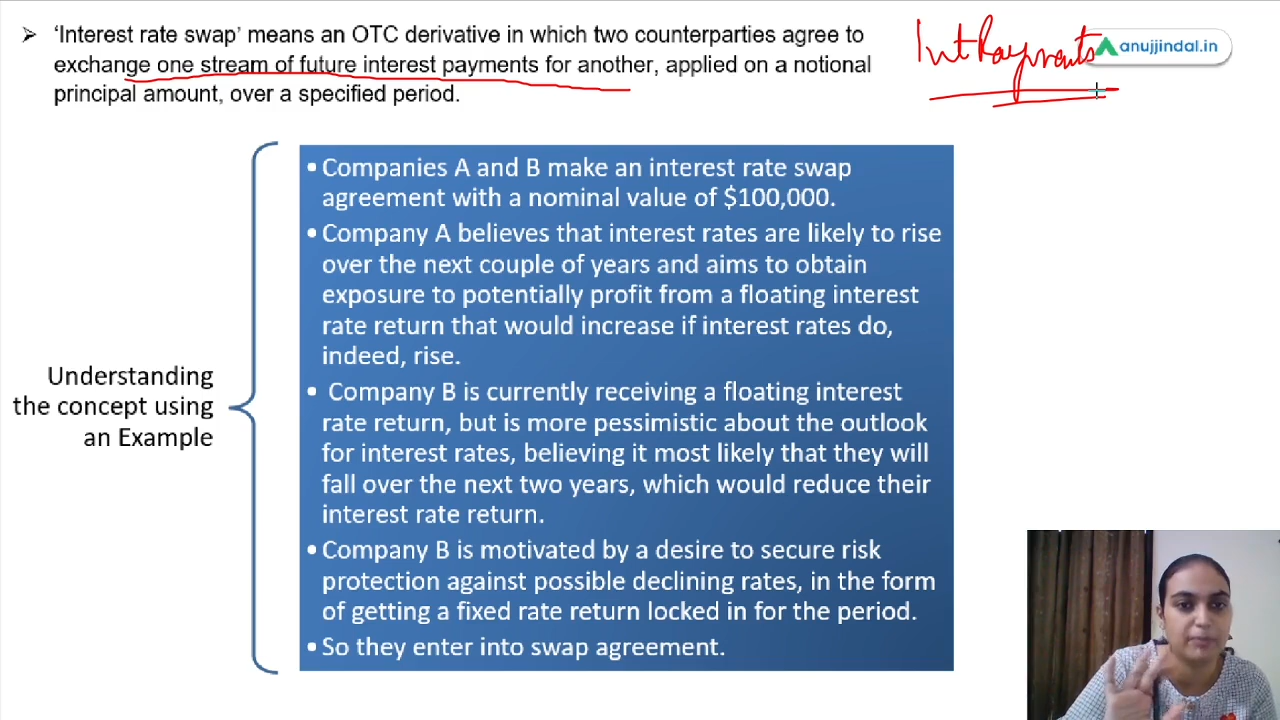 ‘Interest rate swap’ means an OTC derivative in which two counterparties agree to
exchange one stream of future interest payments for another, applied on a notional
principal amount, over a specified period.
Int Payments
anujjindal.in
• Companies A and B make an interest rate swap
agreement with a nominal value of $100,000.
• Company A believes that interest rates are likely to rise
over the next couple of years and aims to obtain
exposure to potentially profit from a floating interest
rate return that would increase if interest rates do,
indeed, rise.
• Company B is currently receiving a floating interest
rate return, but is more pessimistic about the outlook
for interest rates, believing it most likely that they will
fall over the next two years, which would reduce their
interest rate return.
• Company B is motivated by a desire to secure risk
protection against possible declining rates, in the form
of getting a fixed rate return locked in for the period.
• So they enter into swap agreement.
Understanding
the concept using
an Example